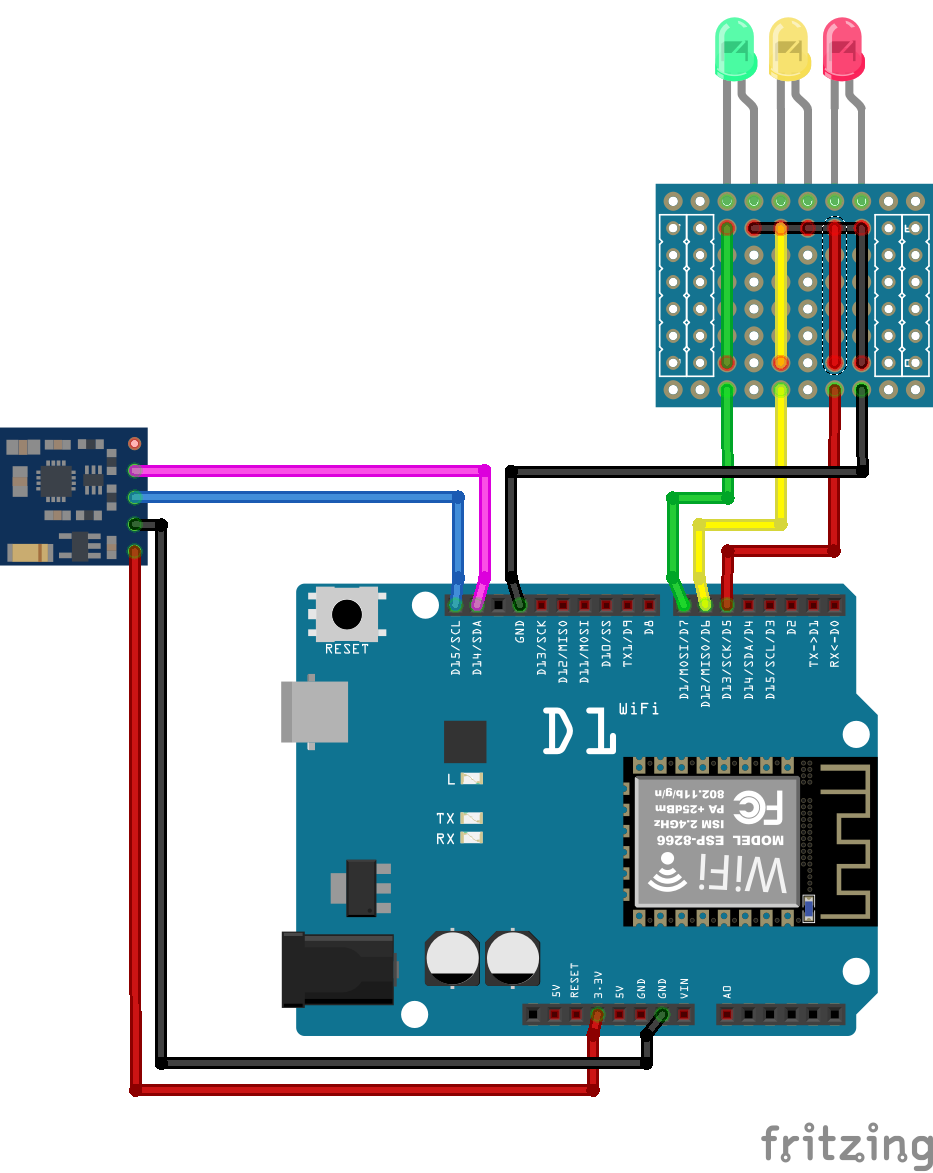 RESET
D15/SCL
D14/SDA
GND
D13/SCK
D12/MISO
D11/MOSI
D10/SS
TX1/D9
D8
D1/MOSI/D7
D12/MISO/D6
D13/SCK/D5
D14/SDA/D4
D15/SCL/D3
D2
TX->D1
RX<-D0
D1 WiFi
L
TX
RX
WiFi
MODEL ESP-8266
ISM 2.4GHz
PA +25dBm
802.11b/g/n
FC
5V
RESET
3.3V
5V
GND
GND
VIN
A0
fritzing